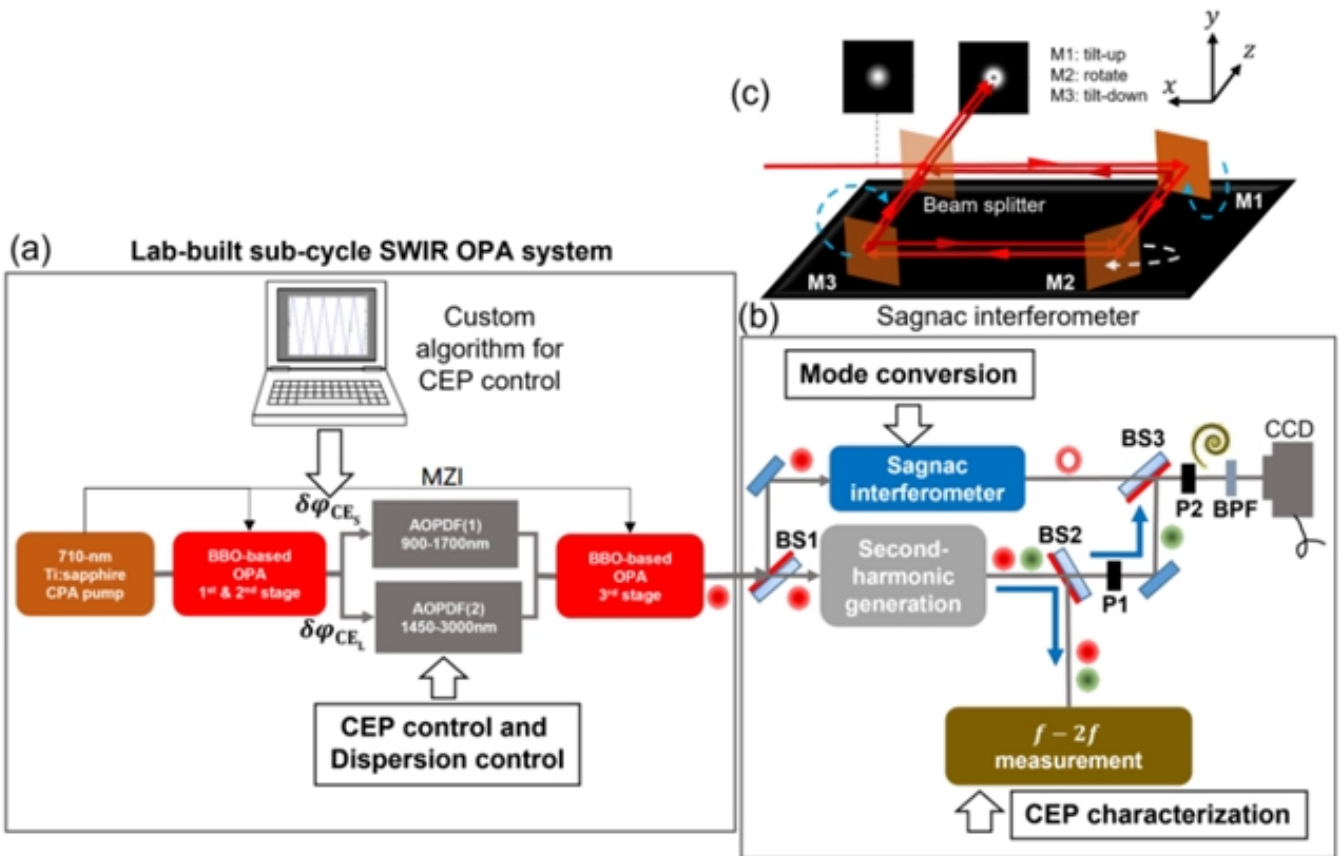 (c)
M1: tilt-up
M2: rotate
M3: tilt-down
y
z
x
Beam splitter
M1
M2
M3
Sagnac interferometer
(a)
Lab-built sub-cycle SWIR OPA system
Custom
algorithm for
CEP control
MZI
δφ_CE_S
δφ_CE_L
710-nm
Ti:sapphire
CPA pump
BBO-based
OPA
1st & 2nd stage
AOPDF(1)
900-1700nm
AOPDF(2)
1450-3000nm
BBO-based
OPA
3rd stage
CEP control and
Dispersion control
(b)
Mode conversion
Sagnac
interferometer
BS1
Second-
harmonic
generation
BS2
BS3
P1
P2
BPF
CCD
f − 2f
measurement
CEP characterization